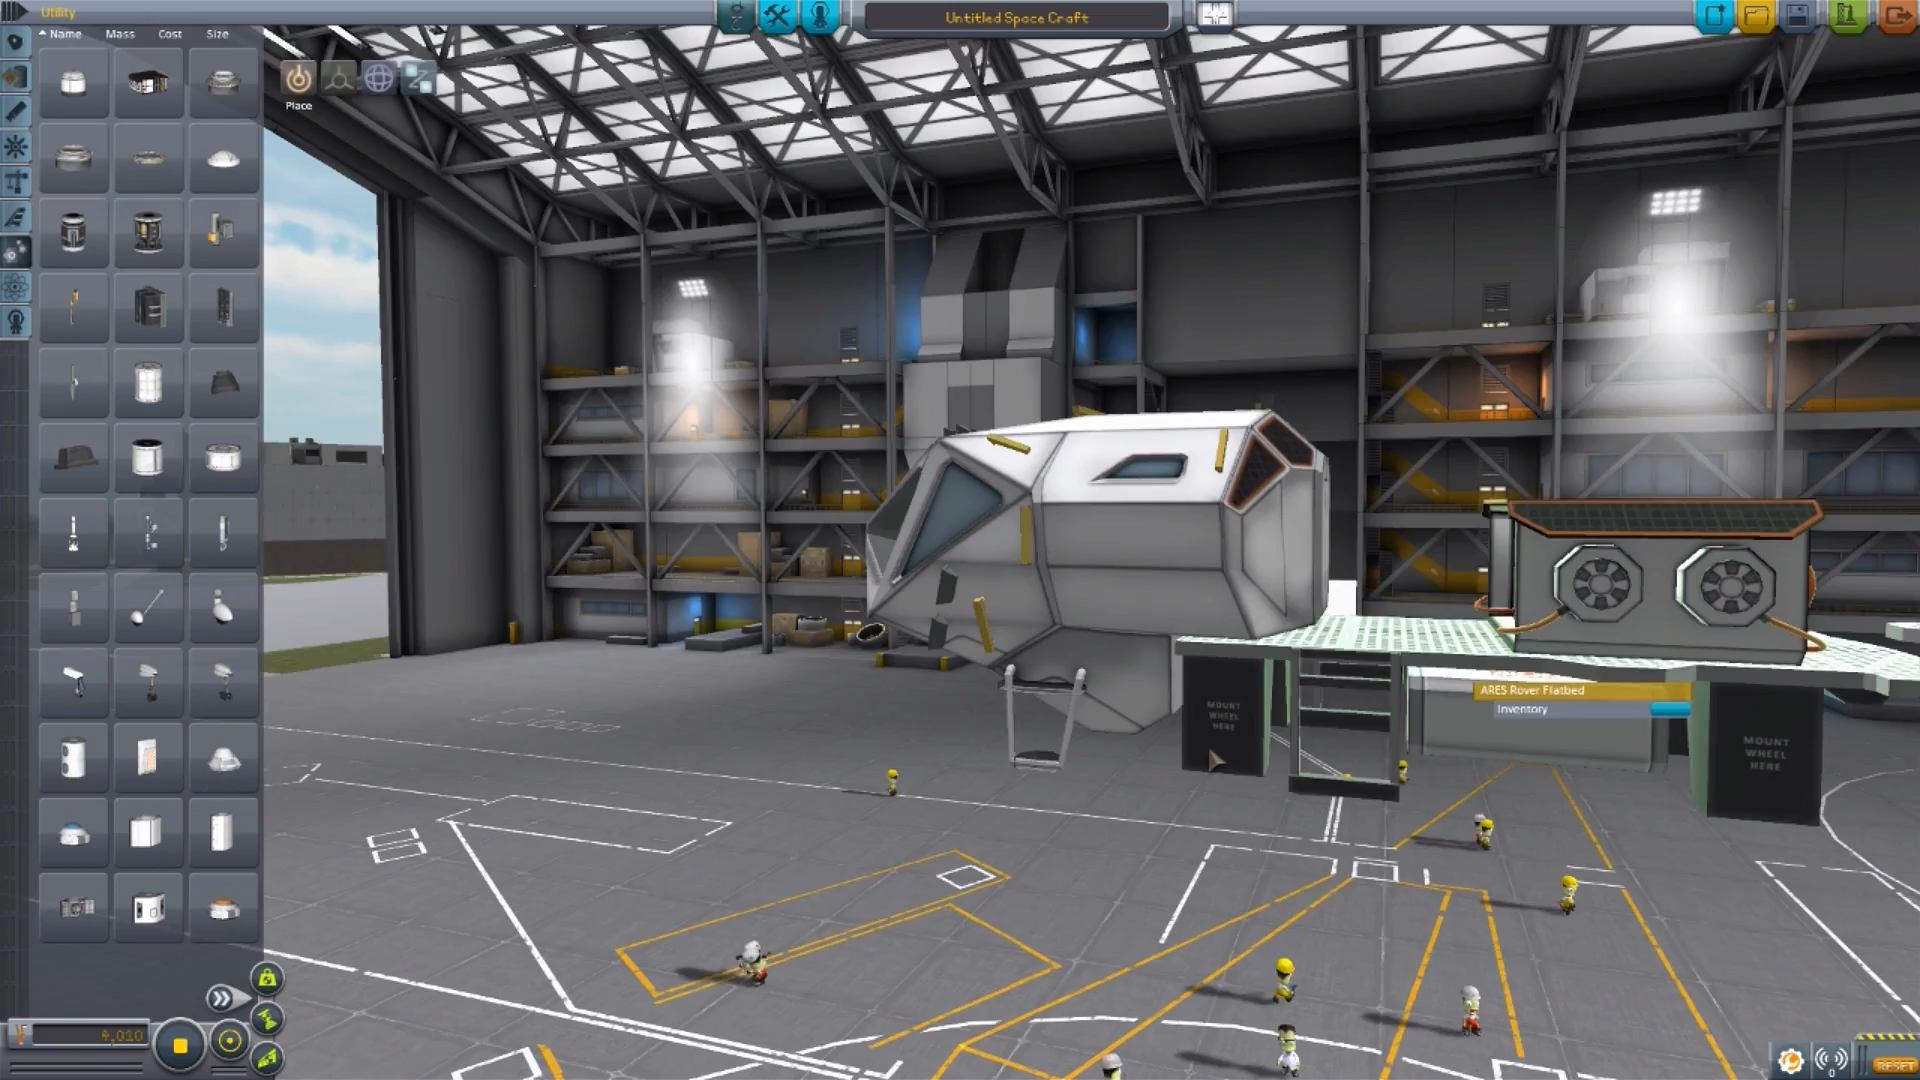 Utility
Untitled Space Craft
Name Mass Cost Size
Place
ARES Rover Flatbed
Inventory
MOUNT
WHEEL
HERE
MOUNT
WHEEL
HERE
4,010
0
RESET